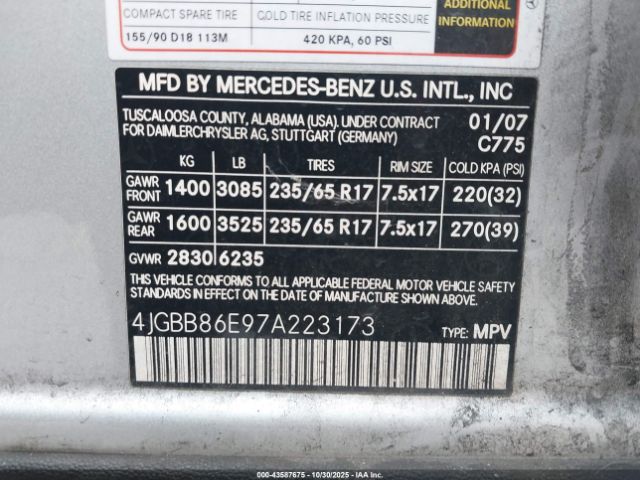 ADDITIONAL
INFORMATION
COMPACT SPARE TIRE COLD TIRE INFLATION PRESSURE
155/90 D18 113M 420 KPA, 60 PSI
MFD BY MERCEDES-BENZ U.S. INTL., INC
TUSCALOOSA COUNTY, ALABAMA (USA). UNDER CONTRACT
FOR DAIMLERCHRYSLER AG, STUTTGART (GERMANY)
01/07
C775
KG LB TIRES RIM SIZE COLD KPA (PSI)
GAWR FRONT 1400 3085 235/65 R17 7.5x17 220(32)
GAWR REAR 1600 3525 235/65 R17 7.5x17 270(39)
GVWR 2830 6235
THIS VEHICLE CONFORMS TO ALL APPLICABLE FEDERAL MOTOR VEHICLE SAFETY
AND THEFT PREVENTION STANDARDS IN EFFECT ON THE DATE OF MANUFACTURE SHOWN ABOVE.
4JGBB86E97A223173 TYPE: MPV
© 2000-43587675 - 10/30/2025 - IAA, Inc.